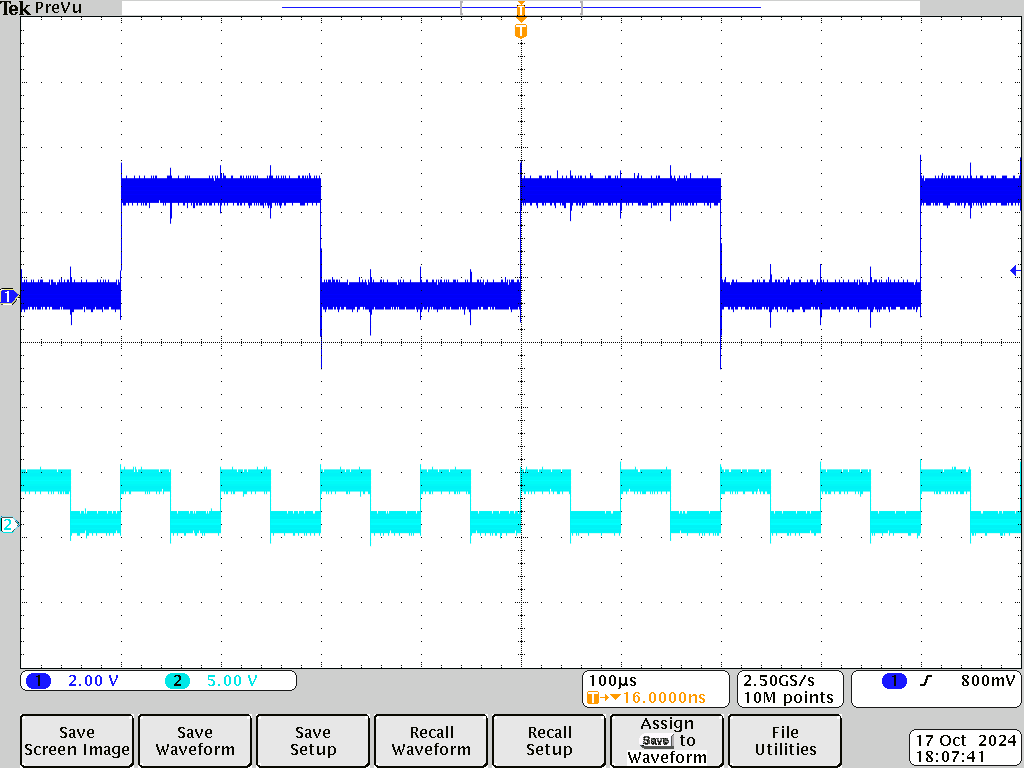 Tek PreVu
T
T
1
2
1 2.00 V 2 5.00 V
100µs
T→▼16.0000ns
2.50GS/s
10M points
1 800mV
Save
Screen Image
Save
Waveform
Save
Setup
Recall
Waveform
Recall
Setup
Assign
Save to
Waveform
File
Utilities
17 Oct 2024
18:07:41